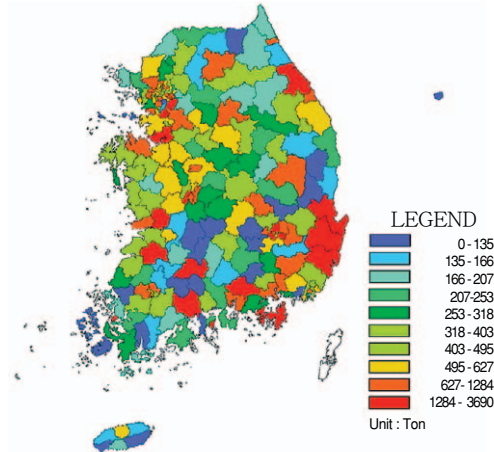 LEGEND
0 - 135
135 - 166
166 - 207
207 - 253
253 - 318
318 - 403
403 - 495
495 - 627
627 - 1284
1284 - 3690
Unit : Ton